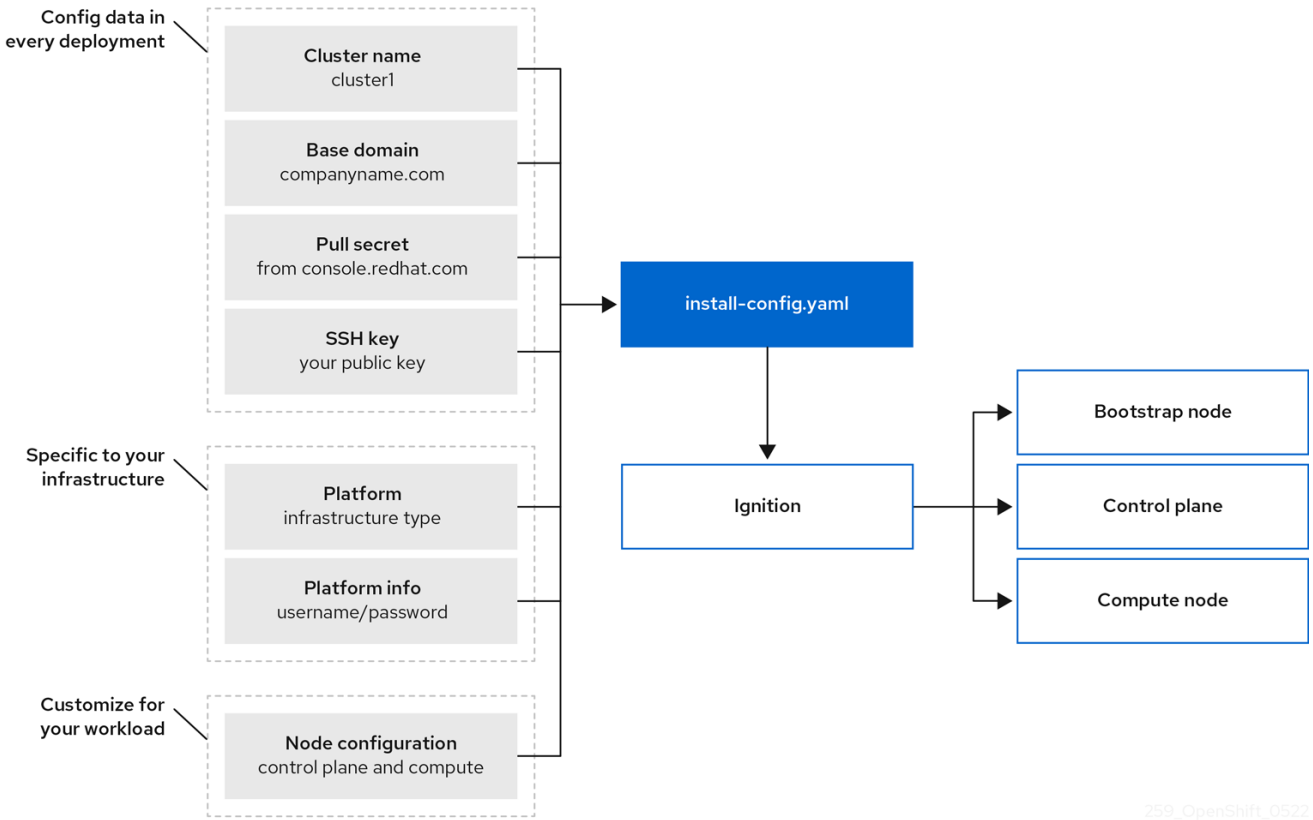 Config data in
every deployment
Cluster name
cluster1
Base domain
companyname.com
Pull secret
from console.redhat.com
SSH key
your public key
Specific to your
infrastructure
Platform
infrastructure type
Platform info
username/password
Customize for
your workload
Node configuration
control plane and compute
install-config.yaml
Ignition
Bootstrap node
Control plane
Compute node
259_OpenShift_0522